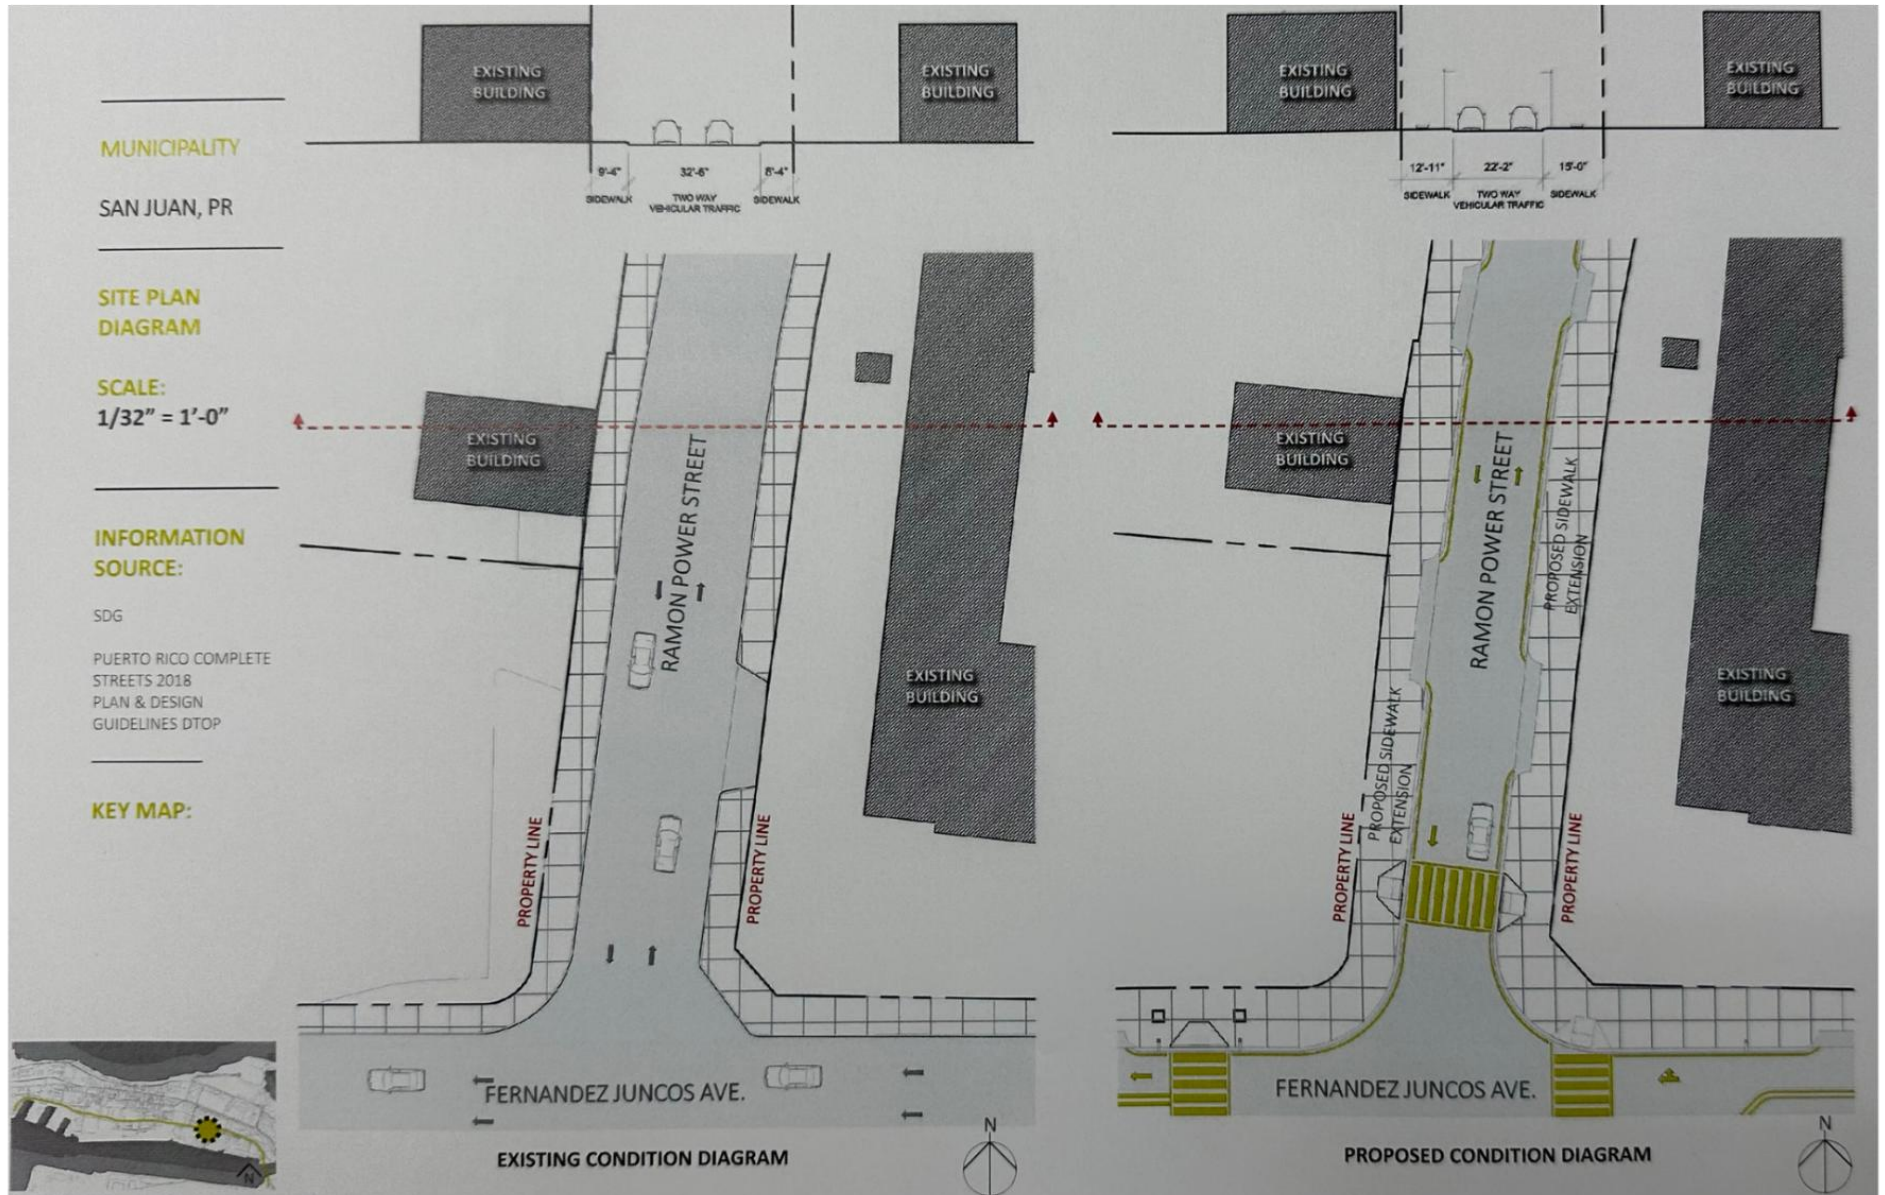 MUNICIPALITY
SAN JUAN, PR
SITE PLAN
DIAGRAM
SCALE:
1/32" = 1'-0"
INFORMATION
SOURCE:
SDG
PUERTO RICO COMPLETE
STREETS 2018
PLAN & DESIGN
GUIDELINES DTOP
KEY MAP:
N
EXISTING
BUILDING
EXISTING
BUILDING
9'-4"
32'-6"
8'-4"
SIDEWALK
TWO WAY
VEHICULAR TRAFFIC
SIDEWALK
EXISTING
BUILDING
RAMON POWER STREET
EXISTING
BUILDING
PROPERTY LINE
PROPERTY LINE
FERNANDEZ JUNCOS AVE.
N
EXISTING CONDITION DIAGRAM
EXISTING
BUILDING
EXISTING
BUILDING
12'-11"
22'-2"
15'-0"
SIDEWALK
TWO WAY
VEHICULAR TRAFFIC
SIDEWALK
EXISTING
BUILDING
RAMON POWER STREET
PROPOSED SIDEWALK
EXTENSION
EXISTING
BUILDING
PROPOSED SIDEWALK
EXTENSION
PROPERTY LINE
PROPERTY LINE
FERNANDEZ JUNCOS AVE.
N
PROPOSED CONDITION DIAGRAM